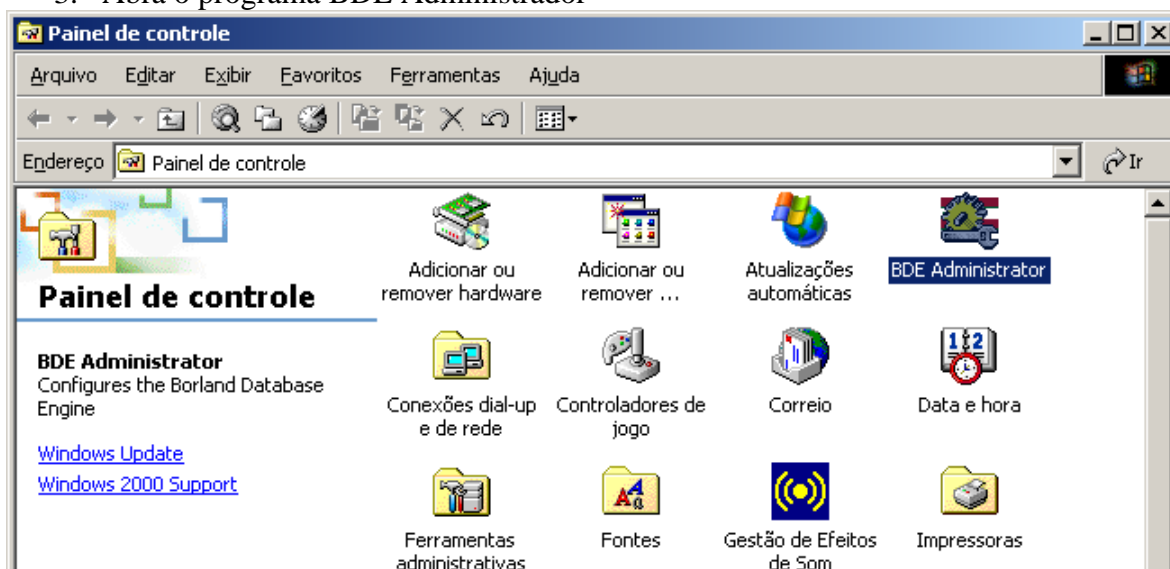 3. Abra o programa BDE Administrador
Painel de controle
Arquivo Editar Exibir Favoritos Ferramentas Ajuda
Endereço Painel de controle Ir
Adicionar ou remover hardware
Adicionar ou remover ...
Atualizações automáticas
BDE Administrator
Painel de controle
BDE Administrator
Configures the Borland Database
Engine
Windows Update
Windows 2000 Support
Conexões dial-up e de rede
Controladores de jogo
Correio
Data e hora
Ferramentas administrativas
Fontes
Gestão de Efeitos de Som
Impressoras